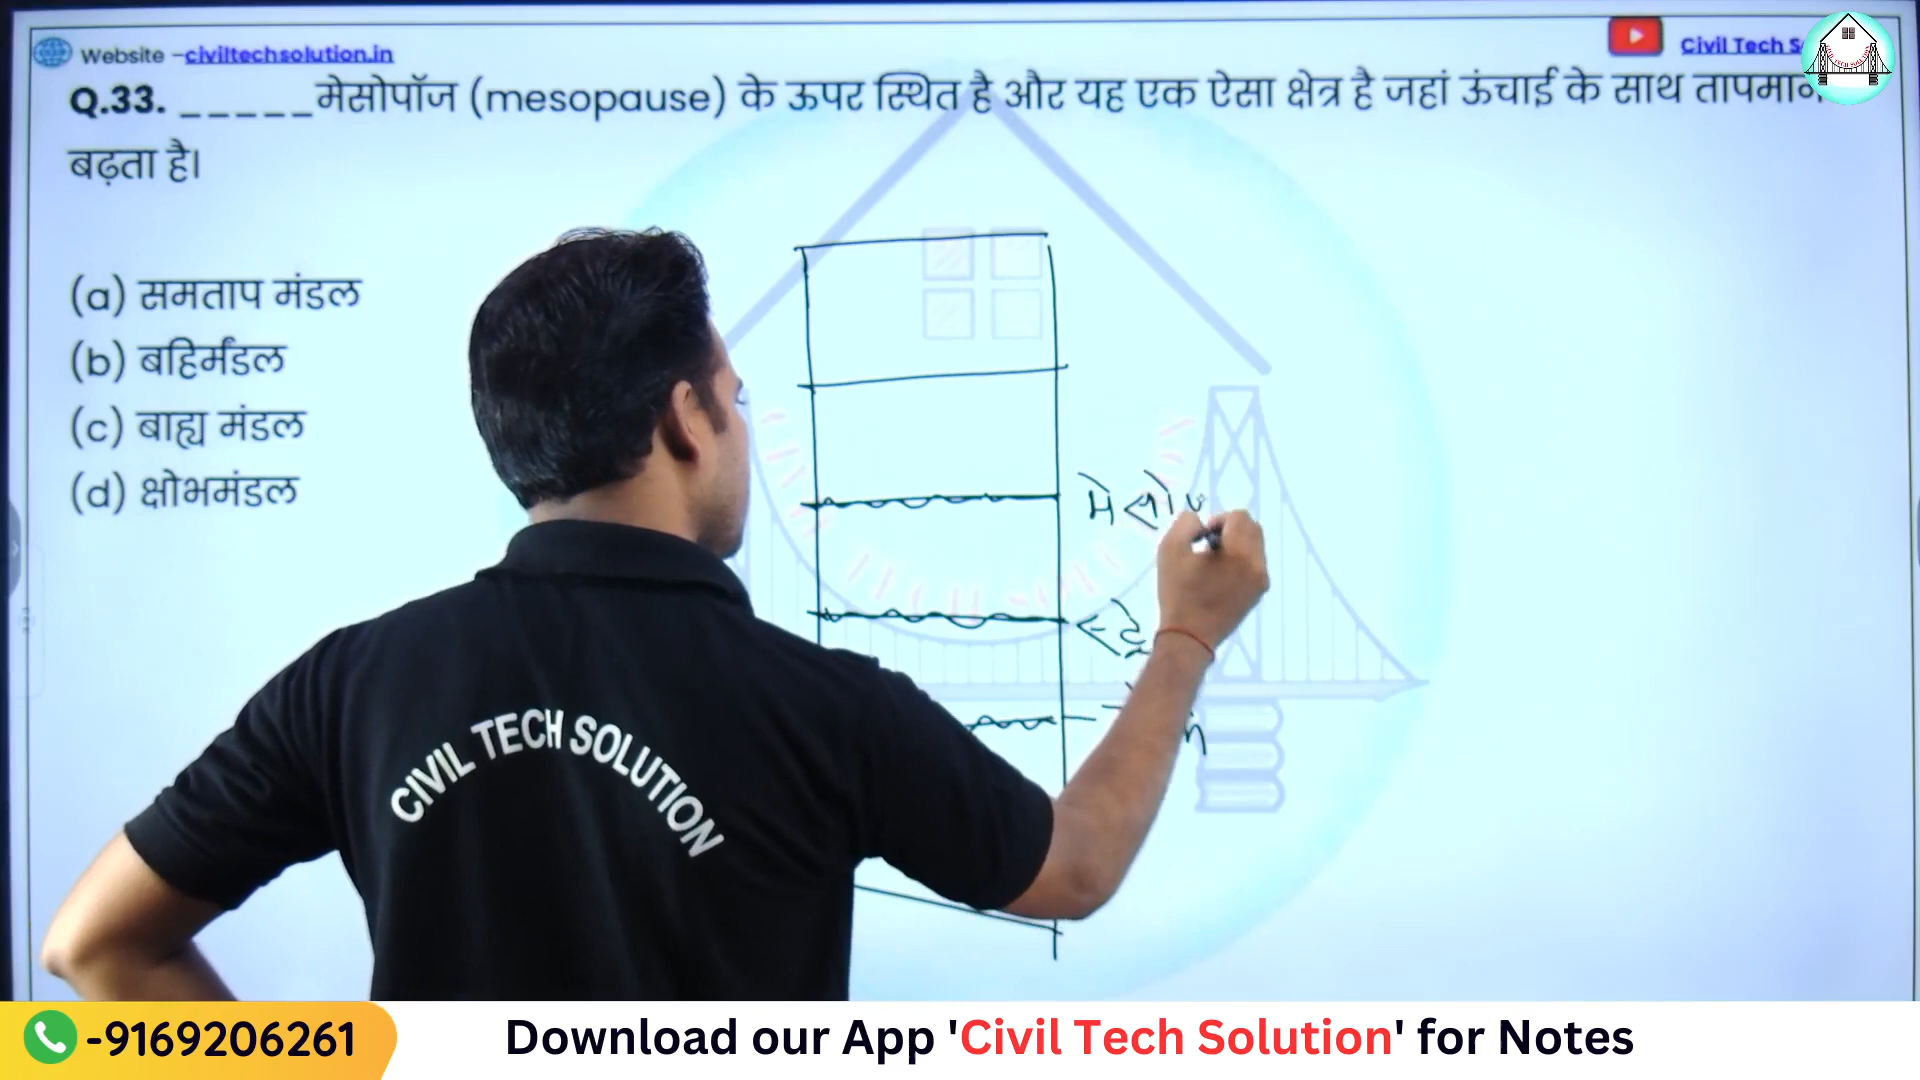 Website –civiltechsolution.in
Civil Tech S
Q.33. _____मेसोपॉज (mesopause) के ऊपर स्थित है और यह एक ऐसा क्षेत्र है जहां ऊंचाई के साथ तापमान
बढ़ता है।
(a) समताप मंडल
(b) बहिर्मंडल
(c) बाह्य मंडल
(d) क्षोभमंडल
CIVIL TECH SOLUTION
-9169206261
Download our App 'Civil Tech Solution' for Notes